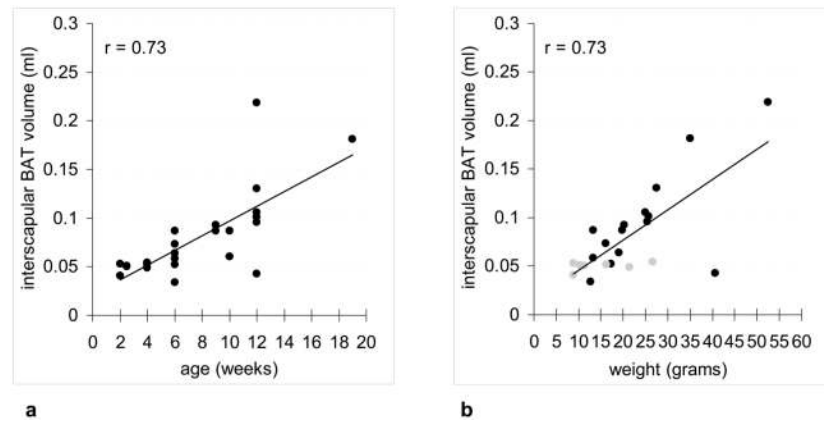 0.3
r = 0.73
0.25
0.2
0.15
0.1
0.05
0
interscapular BAT volume (ml)
0 2 4 6 8 10 12 14 16 18 20
age (weeks)
a
0.3
r = 0.73
0.25
0.2
0.15
0.1
0.05
0
interscapular BAT volume (ml)
0 5 10 15 20 25 30 35 40 45 50 55 60
weight (grams)
b